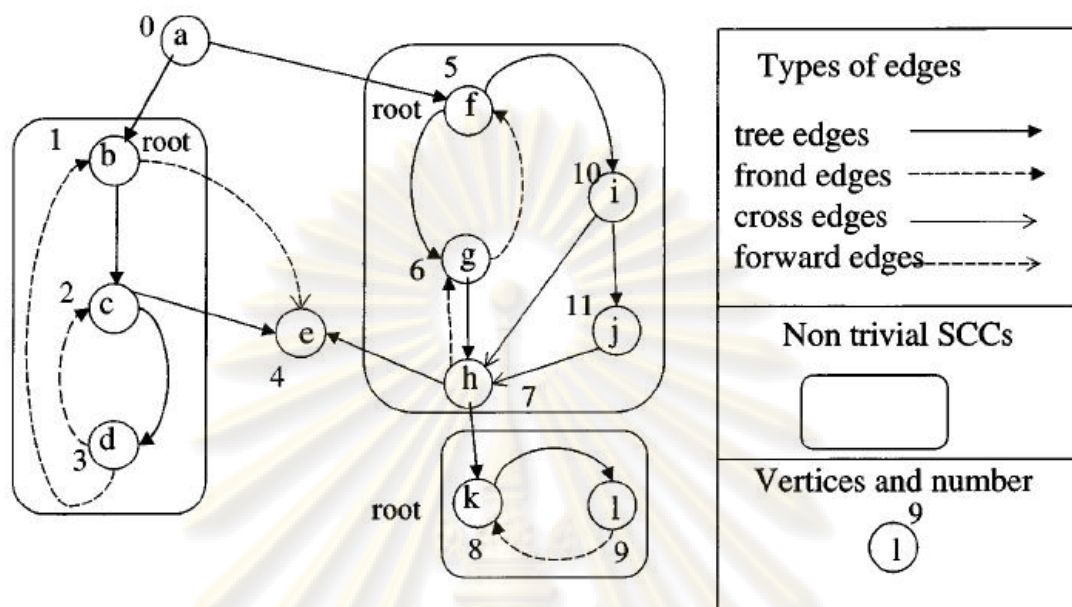 0
a
5
root
f
1
b
root
10
i
6
g
2
c
e
4
11
j
h
7
d
3
root
k
8
l
9
Types of edges
tree edges
frond edges
cross edges
forward edges
Non trivial SCCs
Vertices and number
9
l